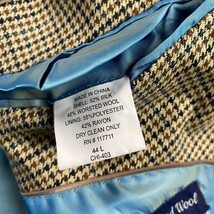 MADE IN CHINA
SHELL: 52% SILK
48% WORSTED WOOL
LINING: 58% POLYESTER
42% RAYON
DRY CLEAN ONLY
RN # 117711
44 L
CHI-403
Wool